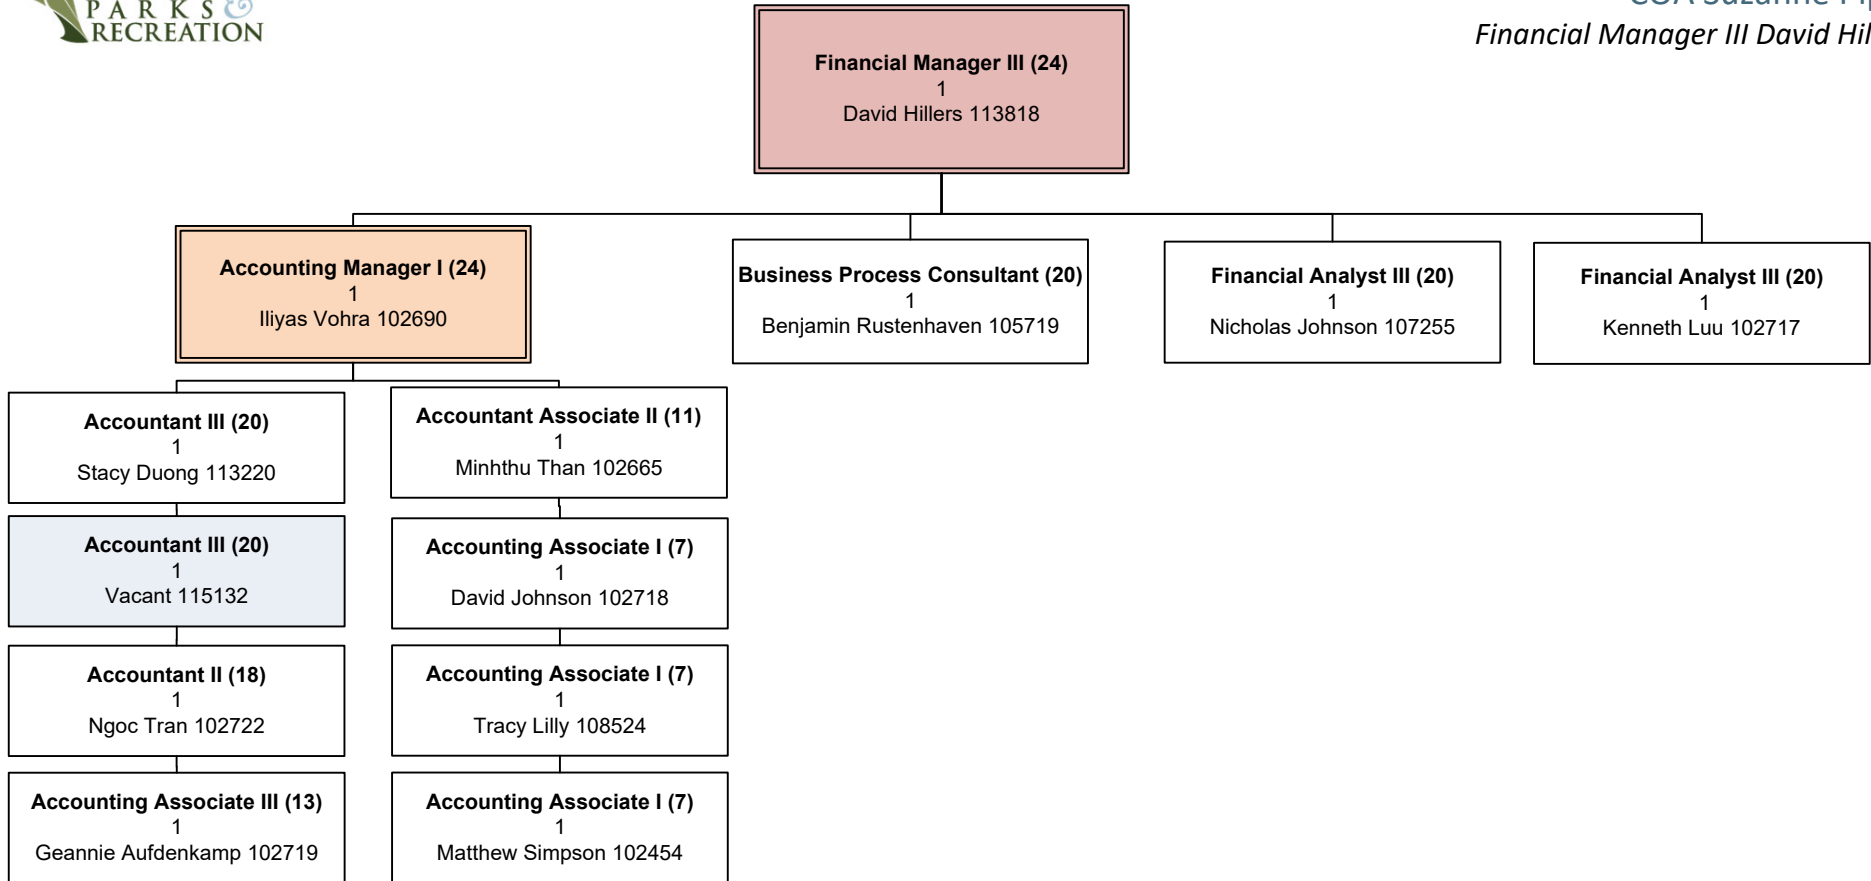 PARKS &
RECREATION
COA Suzanne
Financial Manager III David
Financial Manager III (24)
1
David Hillers 113818
Accounting Manager I (24)
1
Iliyas Vohra 102690
Business Process Consultant (20)
1
Benjamin Rustenhaven 105719
Financial Analyst III (20)
1
Nicholas Johnson 107255
Financial Analyst III (20)
1
Kenneth Luu 102717
Accountant III (20)
1
Stacy Duong 113220
Accountant III (20)
1
Vacant 115132
Accountant II (18)
1
Ngoc Tran 102722
Accounting Associate III (13)
1
Geannie Aufdenkamp 102719
Accountant Associate II (11)
1
Minhthu Than 102665
Accounting Associate I (7)
1
David Johnson 102718
Accounting Associate I (7)
1
Tracy Lilly 108524
Accounting Associate I (7)
1
Matthew Simpson 102454